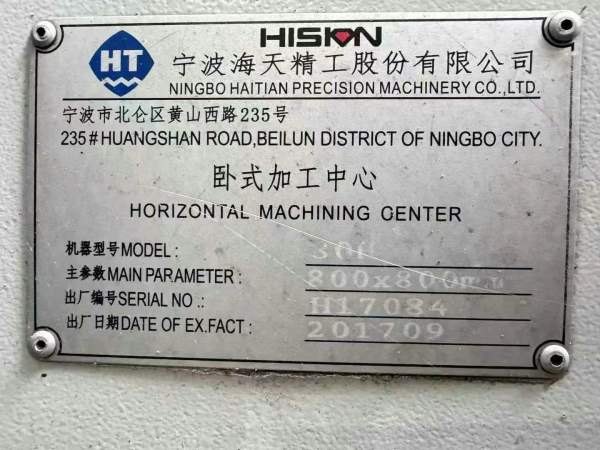 HT
HISION
宁波海天精工股份有限公司
NINGBO HAITIAN PRECISION MACHINERY CO.,LTD.
宁波市北仑区黄山西路235号
235#HUANGSHAN ROAD,BEILUN DISTRICT OF NINGBO CITY.
卧式加工中心
HORIZONTAL MACHINING CENTER
机器型号MODEL:
主参数MAIN PARAMETER: 800x800mm
出厂编号SERIAL NO.: H17084
出厂日期DATE OF EX.FACT: 201709